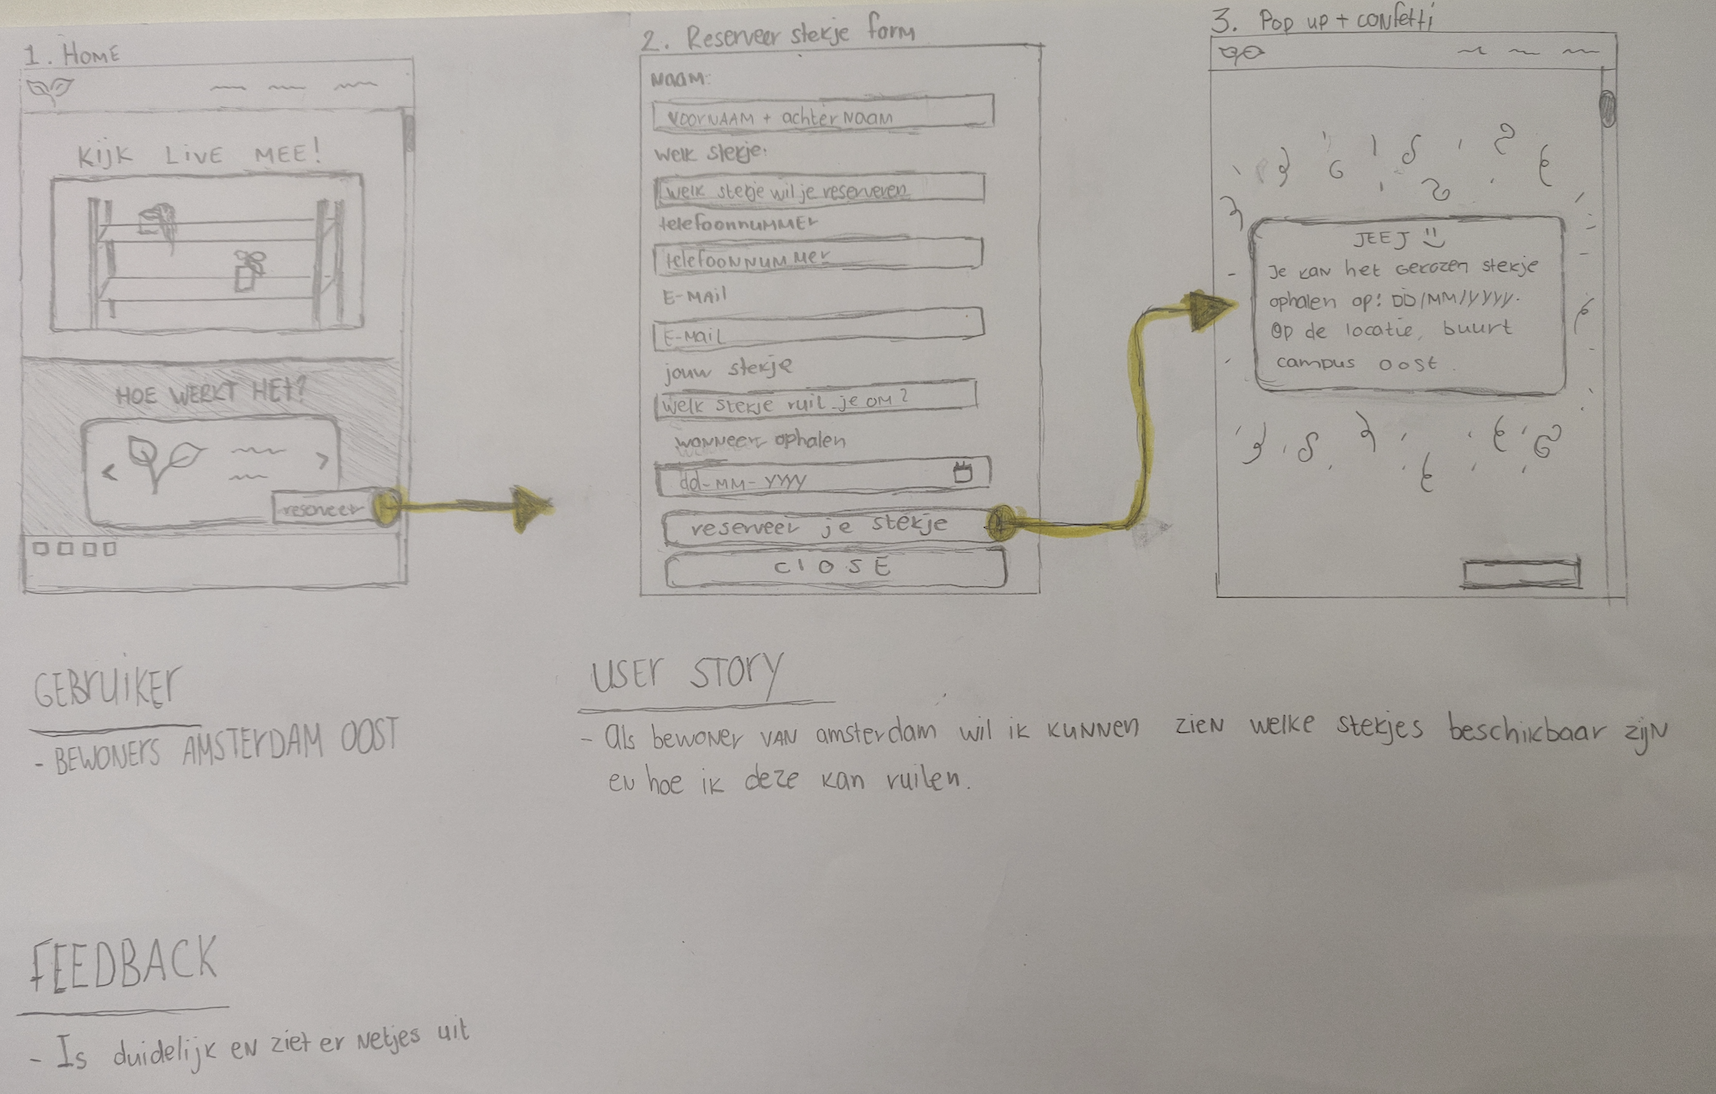 1. HOME
KIJK LIVE MEE!
HOE WERKT HET?
< >
reserveer
2. Reserveer stekje form
NAAM:
VOORNAAM + achterNAAM
welk stekje:
welk stekje wil je reserveren
telefoonnummer
telefoonnummer
E-MAil
E-Mail
jouw stekje
welk stekje ruil je om?
wanneer ophalen
dd-MM-YYYY
reserveer je stekje
ClOSE
3. Pop up + confetti
JEEJ
Je kan het gekozen stekje
ophalen op: DD/MM/YYYY.
Op de locatie, buurt
campus oost.
GEBruiKER
- BEWONERS AMSTErDAM OOST
USEr STOrY
- Als bewoner VAN amsterdam wil ik kunnen zien welke stekjes beschikbaar zijn
en hoe ik deze kan ruilen.
FEEDBACK
- Is duidelijk en ziet er netjes uit